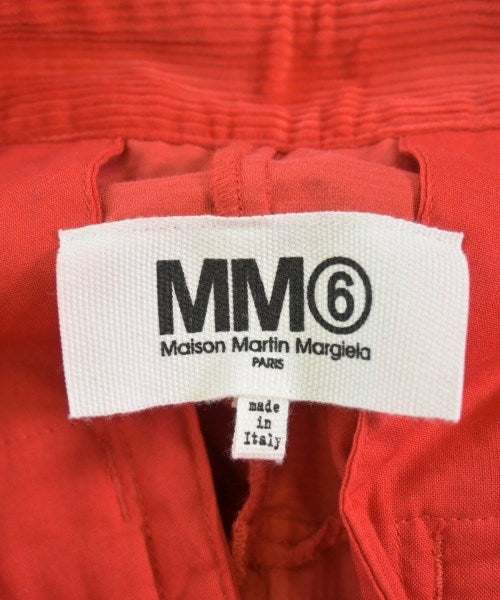 MM⑥
Maison Martin Margiela
PARIS
made
in
Italy